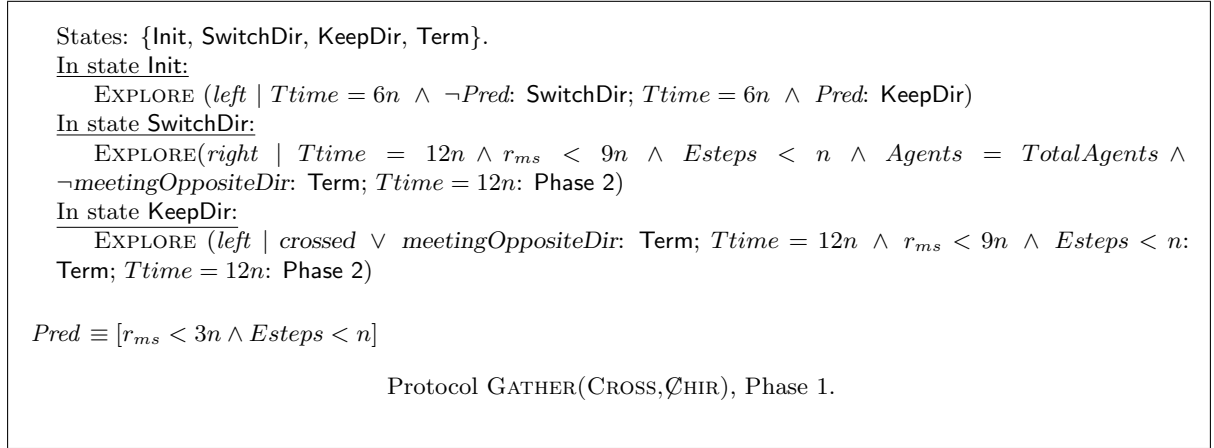 States: {Init, SwitchDir, KeepDir, Term}.
In state Init:
EXPLORE (left | Ttime = 6n ∧ ¬Pred: SwitchDir; Ttime = 6n ∧ Pred: KeepDir)
In state SwitchDir:
EXPLORE(right | Ttime = 12n ∧ r_ms < 9n ∧ Esteps < n ∧ Agents = TotalAgents ∧
¬meetingOppositeDir: Term; Ttime = 12n: Phase 2)
In state KeepDir:
EXPLORE (left | crossed ∨ meetingOppositeDir: Term; Ttime = 12n ∧ r_ms < 9n ∧ Esteps < n:
Term; Ttime = 12n: Phase 2)
Pred ≡ [r_ms < 3n ∧ Esteps < n]
Protocol GATHER(CROSS,C̸HIR), Phase 1.